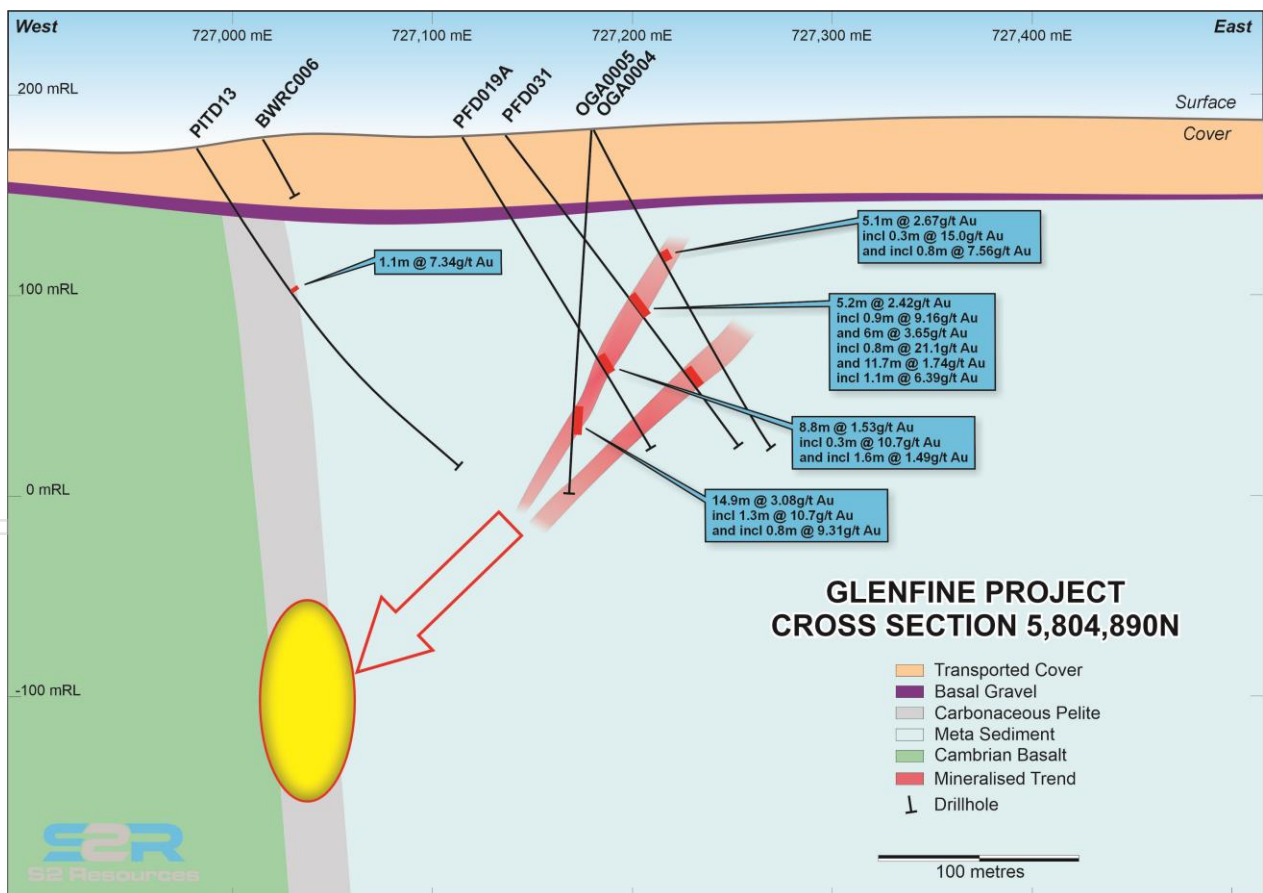 West
727,000 mE
727,100 mE
727,200 mE
727,300 mE
727,400 mE
East
PITD13
BWRC006
PFD019A
PFD031
OGA0005
OGA0004
200 mRL
Surface
Cover
5.1m @ 2.67g/t Au
incl 0.3m @ 15.0g/t Au
and incl 0.8m @ 7.56g/t Au
1.1m @ 7.34g/t Au
100 mRL
5.2m @ 2.42g/t Au
incl 0.9m @ 9.16g/t Au
and 6m @ 3.65g/t Au
incl 0.8m @ 21.1g/t Au
and 11.7m @ 1.74g/t Au
incl 1.1m @ 6.39g/t Au
8.8m @ 1.53g/t Au
incl 0.3m @ 10.7g/t Au
and incl 1.6m @ 1.49g/t Au
0 mRL
14.9m @ 3.08g/t Au
incl 1.3m @ 10.7g/t Au
and incl 0.8m @ 9.31g/t Au
GLENFINE PROJECT
CROSS SECTION 5,804,890N
-100 mRL
Transported Cover
Basal Gravel
Carbonaceous Pelite
Meta Sediment
Cambrian Basalt
Mineralised Trend
Drillhole
S2R
S2 Resources
100 metres